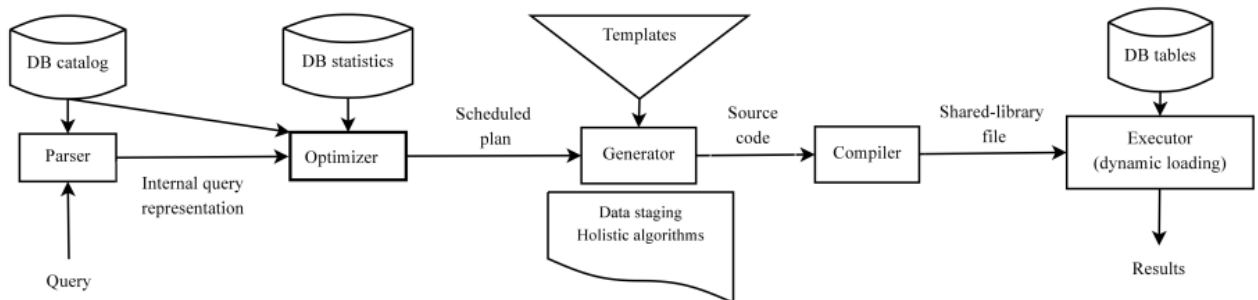 DB catalog
DB statistics
Templates
DB tables
Parser
Internal query
representation
Optimizer
Scheduled
plan
Generator
Source
code
Compiler
Shared-library
file
Executor
(dynamic loading)
Data staging
Holistic algorithms
Query
Results